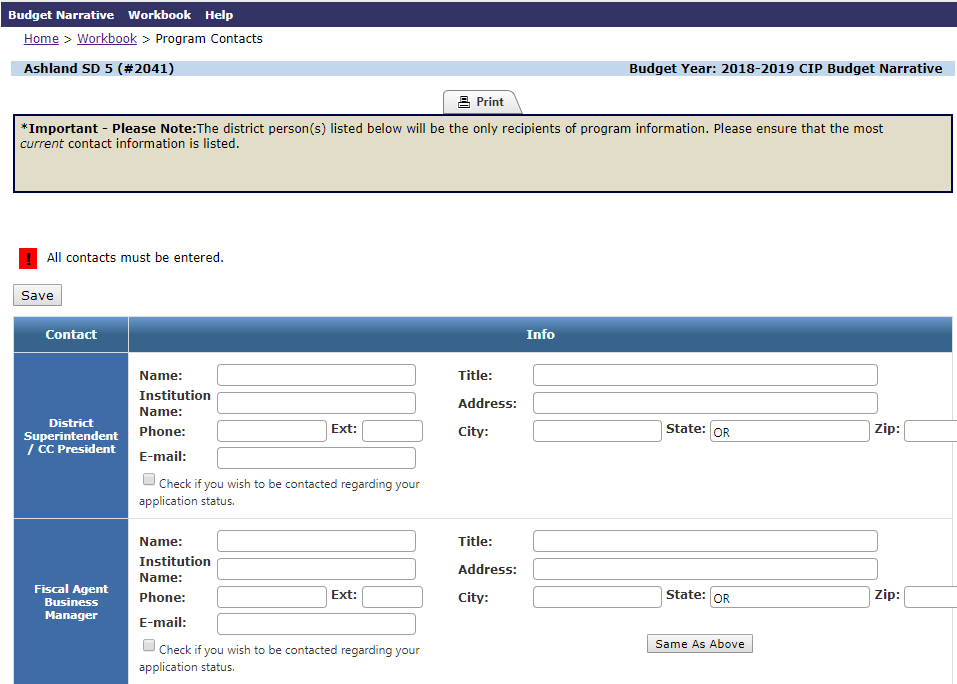 Budget Narrative Workbook Help
Home > Workbook > Program Contacts
Ashland SD 5 (#2041) Budget Year: 2018-2019 CIP Budget Narrative
Print
*Important - Please Note:The district person(s) listed below will be the only recipients of program information. Please ensure that the most
current contact information is listed.
! All contacts must be entered.
Save
Contact Info
District
Superintendent
/ CC President
Name: Title:
Institution
Name: Address:
Phone: Ext: City: State: OR Zip:
E-mail:
Check if you wish to be contacted regarding your
application status.
Fiscal Agent
Business
Manager
Name: Title:
Institution
Name: Address:
Phone: Ext: City: State: OR Zip:
E-mail:
Check if you wish to be contacted regarding your
application status.
Same As Above